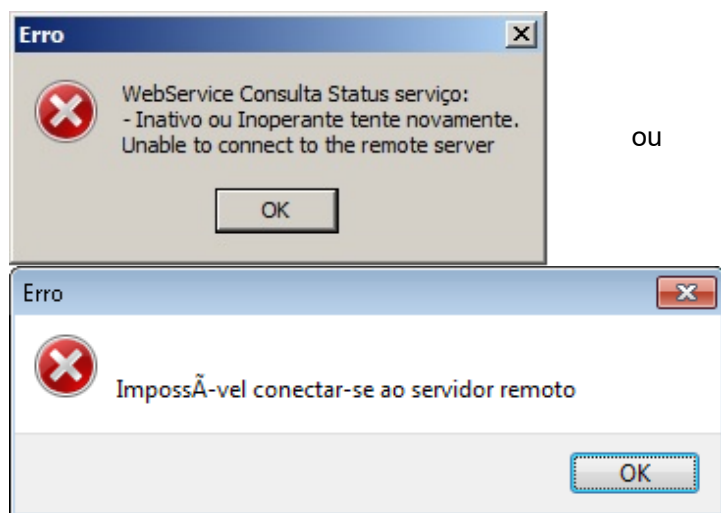 Erro
WebService Consulta Status serviço:
- Inativo ou Inoperante tente novamente.
Unable to connect to the remote server
ou
OK
Erro
ImpossÃ-vel conectar-se ao servidor remoto
OK